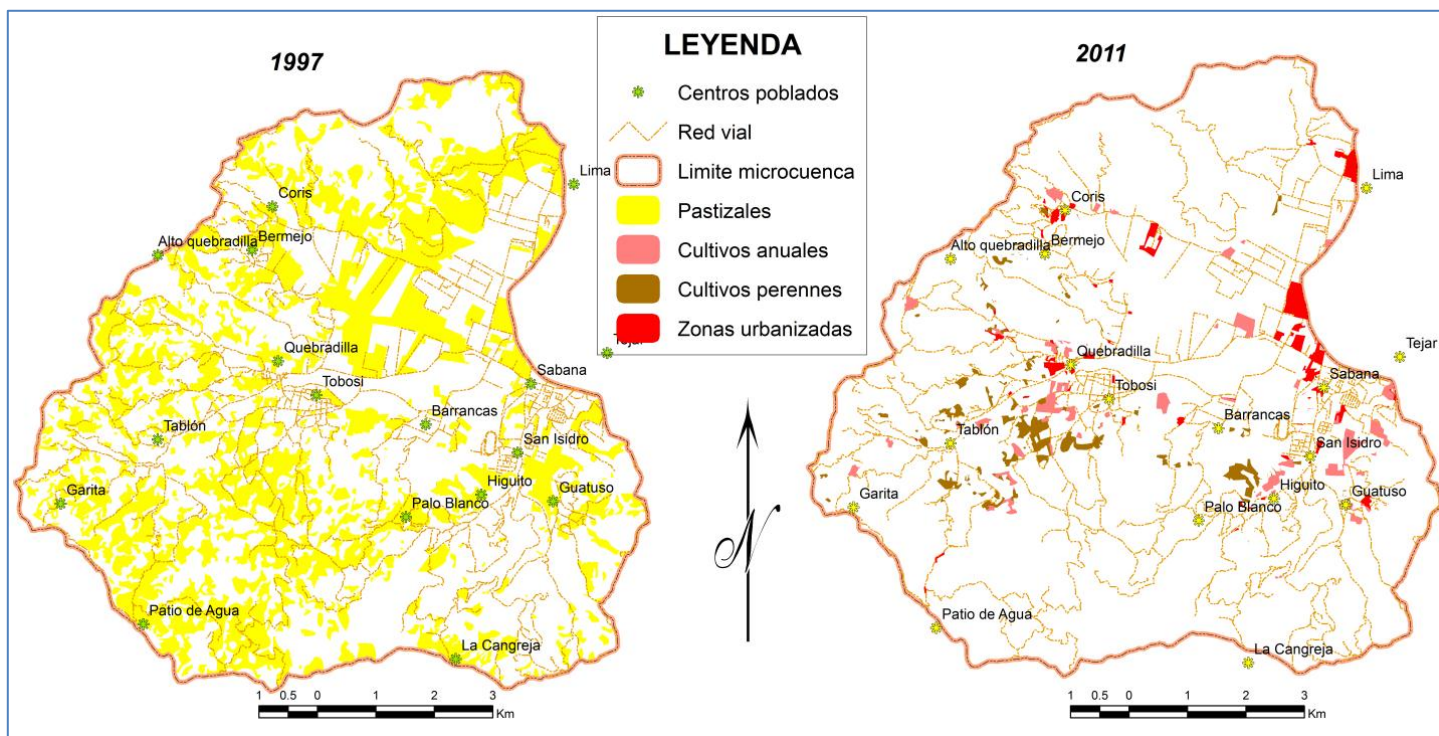 1997
LEYENDA
Centros poblados
Red vial
Limite microcuenca
Pastizales
Cultivos anuales
Cultivos perennes
Zonas urbanizadas
2011
Lima
Coris
Alto quebradilla
Bermejo
Tejar
Quebradilla
Sabana
Tobosi
Barrancas
Tablón
San Isidro
Higuito
Garita
Palo Blanco
Guatuso
Patio de Agua
La Cangreja
1 0.5 0 1 2 3
Km
N
Lima
Coris
Alto quebradilla
Bermejo
Tejar
Quebradilla
Sabana
Tobosi
Barrancas
Tablón
San Isidro
Higuito
Garita
Palo Blanco
Guatuso
Patio de Agua
La Cangreja
1 0.5 0 1 2 3
Km